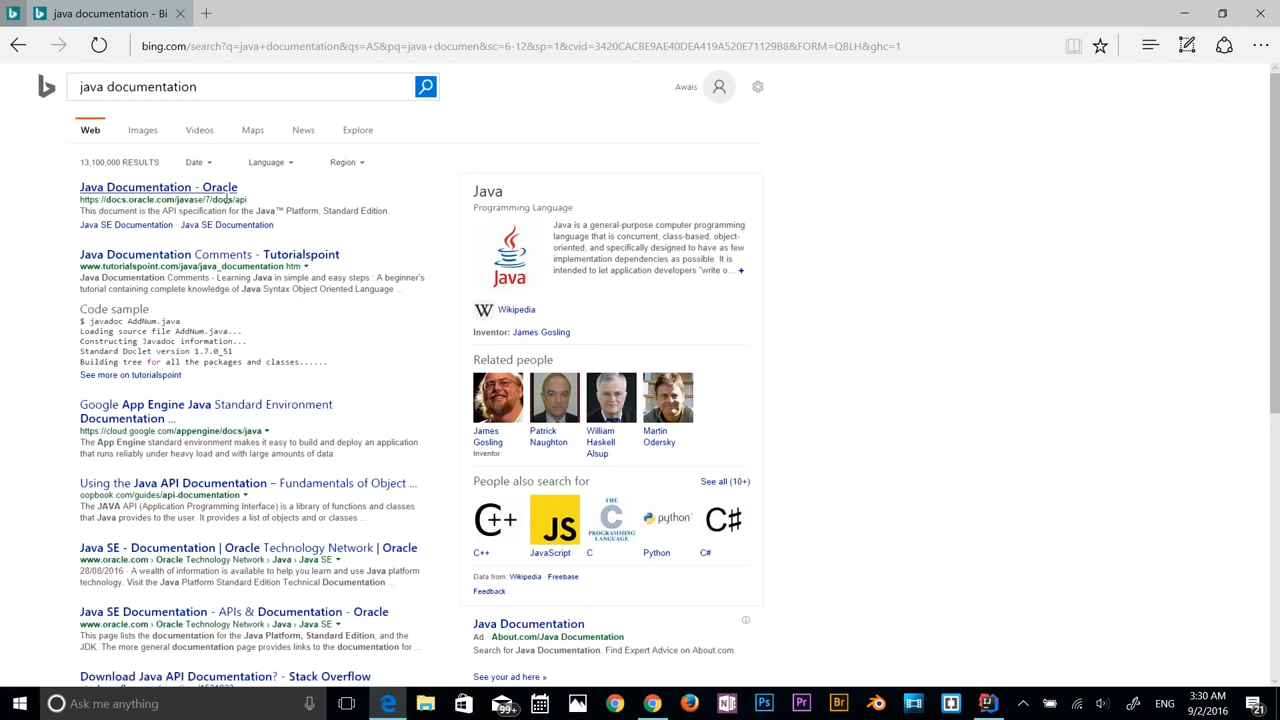 java documentation - Bin
bing.com/search?q=java+documentation&qs=AS&pq=java+documen&sc=6-12&sp=1&cvid=3420CACBE9AE40DEA419A520E71129B8&FORM=QBLH&ghc=1
java documentation
Awais
Web Images Videos Maps News Explore
13,100,000 RESULTS Date Language Region
Java Documentation - Oracle
https://docs.oracle.com/javase/7/docs/api
This document is the API specification for the Java™ Platform, Standard Edition.
Java SE Documentation · Java SE Documentation
Java Documentation Comments - Tutorialspoint
www.tutorialspoint.com/java/java_documentation.htm
Java Documentation Comments - Learning Java in simple and easy steps : A beginner's
tutorial containing complete knowledge of Java Syntax Object Oriented Language ...
Code sample
$ javadoc AddNum.java
Loading source file AddNum.java...
Constructing Javadoc information...
Standard Doclet version 1.7.0_51
Building tree for all the packages and classes......
See more on tutorialspoint
Google App Engine Java Standard Environment
Documentation ...
https://cloud.google.com/appengine/docs/java
The App Engine standard environment makes it easy to build and deploy an application
that runs reliably under heavy load and with large amounts of data.
Using the Java API Documentation – Fundamentals of Object ...
oopbook.com/guides/api-documentation
The JAVA API (Application Programming Interface) is a library of functions and classes
that Java provides to the user. It provides a list of objects and or classes ...
Java SE - Documentation | Oracle Technology Network | Oracle
www.oracle.com › Oracle Technology Network › Java › Java SE
28/08/2016 · A wealth of information is available to help you learn and use Java platform
technology. Visit the Java Platform Standard Edition Technical Documentation ...
Java SE Documentation - APIs & Documentation - Oracle
www.oracle.com › Oracle Technology Network › Java › Java SE
This page lists the documentation for the Java Platform, Standard Edition, and the
JDK. The more general documentation page provides links to the documentation for ...
Download Java API Documentation? - Stack Overflow
Java
Programming Language
Java
Java is a general-purpose computer programming
language that is concurrent, class-based, object-
oriented, and specifically designed to have as few
implementation dependencies as possible. It is
intended to let application developers "write o... +
W Wikipedia
Inventor: James Gosling
Related people
James Gosling
Inventor
Patrick Naughton
William Haskell Alsup
Martin Odersky
People also search for See all (10+)
C++ JS THE C PROGRAMMING LANGUAGE python C#
C++ JavaScript C Python C#
Data from: Wikipedia · Freebase
Feedback
Java Documentation
Ad · About.com/Java Documentation
Search for Java Documentation. Find Expert Advice on About.com.
See your ad here »
Ask me anything
99+
N Ps Pr Br
3:30 AM
9/2/2016
21